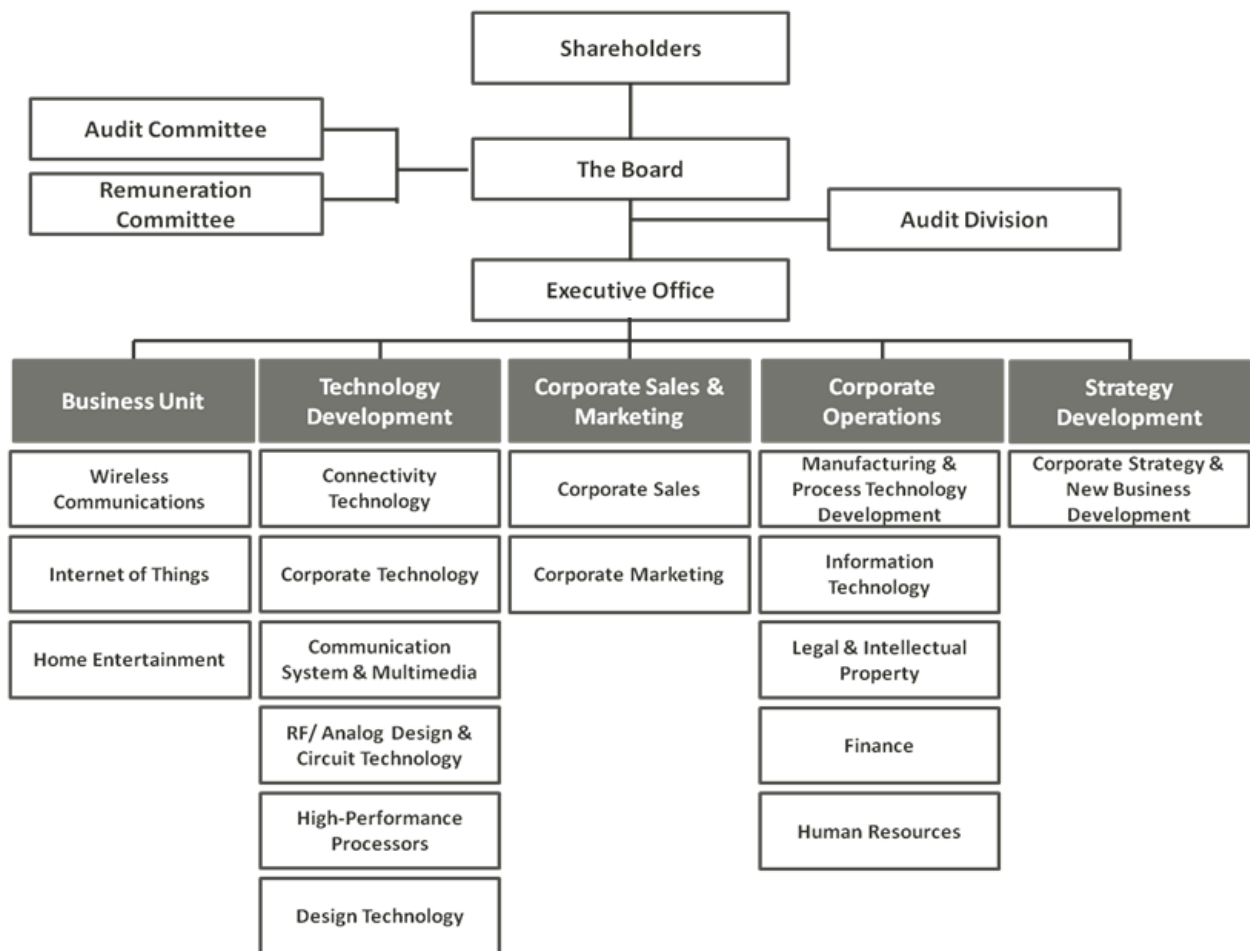 Shareholders
Audit Committee
The Board
Remuneration
Committee
Audit Division
Executive Office
Business Unit
Technology
Development
Corporate Sales &
Marketing
Corporate
Operations
Strategy
Development
Wireless
Communications
Internet of Things
Home Entertainment
Connectivity
Technology
Corporate Technology
Communication
System & Multimedia
RF/ Analog Design &
Circuit Technology
High-Performance
Processors
Design Technology
Corporate Sales
Corporate Marketing
Manufacturing &
Process Technology
Development
Information
Technology
Legal & Intellectual
Property
Finance
Human Resources
Corporate Strategy &
New Business
Development